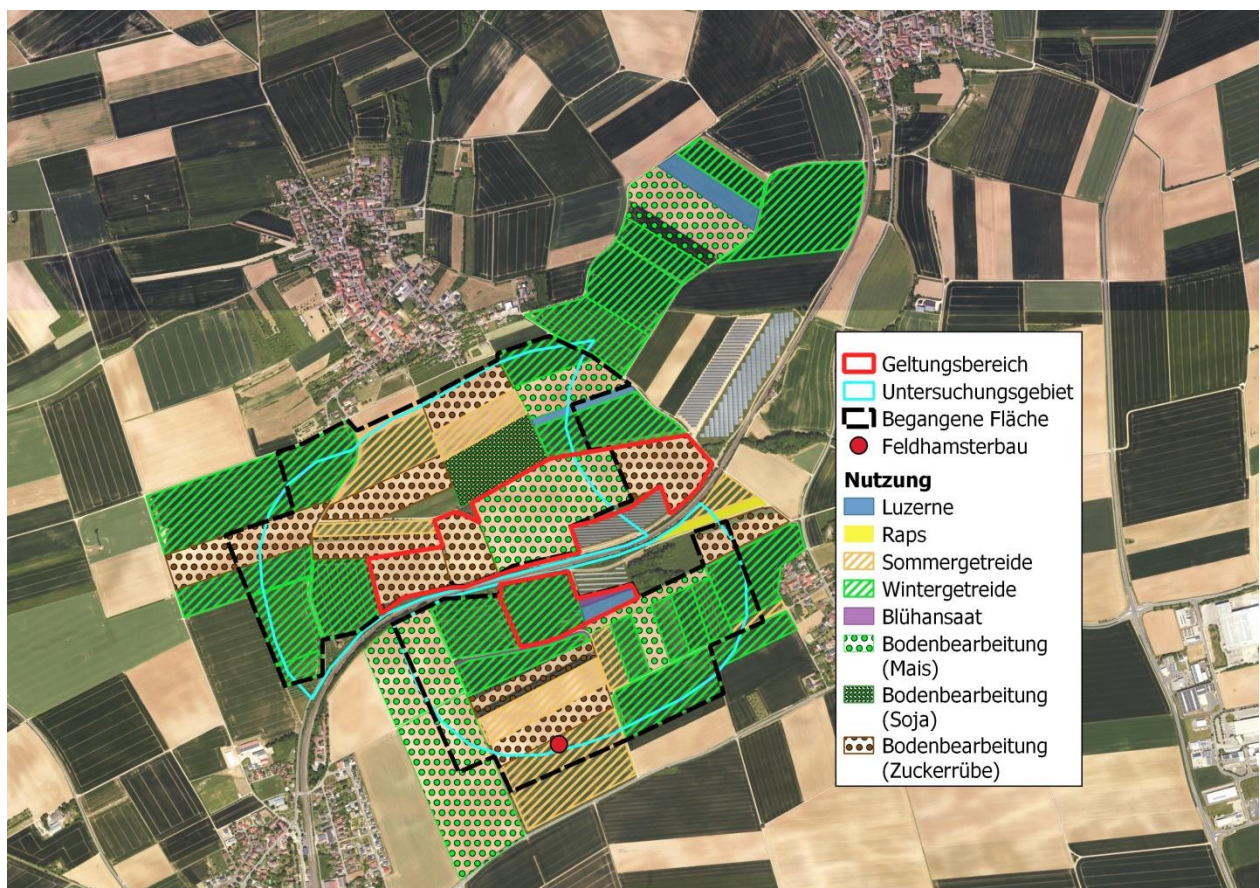 Geltungsbereich
Untersuchungsgebiet
Begangene Fläche
Feldhamsterbau
Nutzung
Luzerne
Raps
Sommergetreide
Wintergetreide
Blühansaat
Bodenbearbeitung
(Mais)
Bodenbearbeitung
(Soja)
Bodenbearbeitung
(Zuckerrübe)